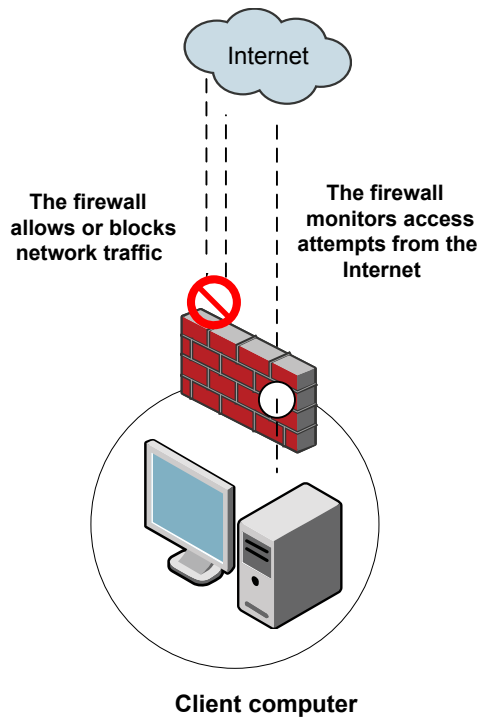 Internet
The firewall
allows or blocks
network traffic
The firewall
monitors access
attempts from the
Internet
Client computer